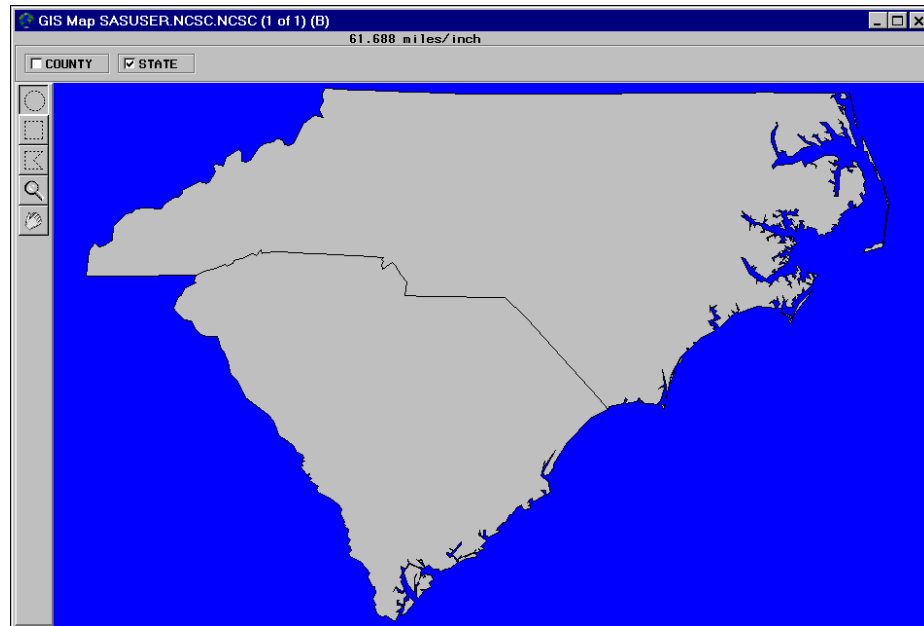 GIS Map SASUSER.NCSC.NCSC (1 of 1) (B)
61.688 miles/inch
COUNTY
STATE